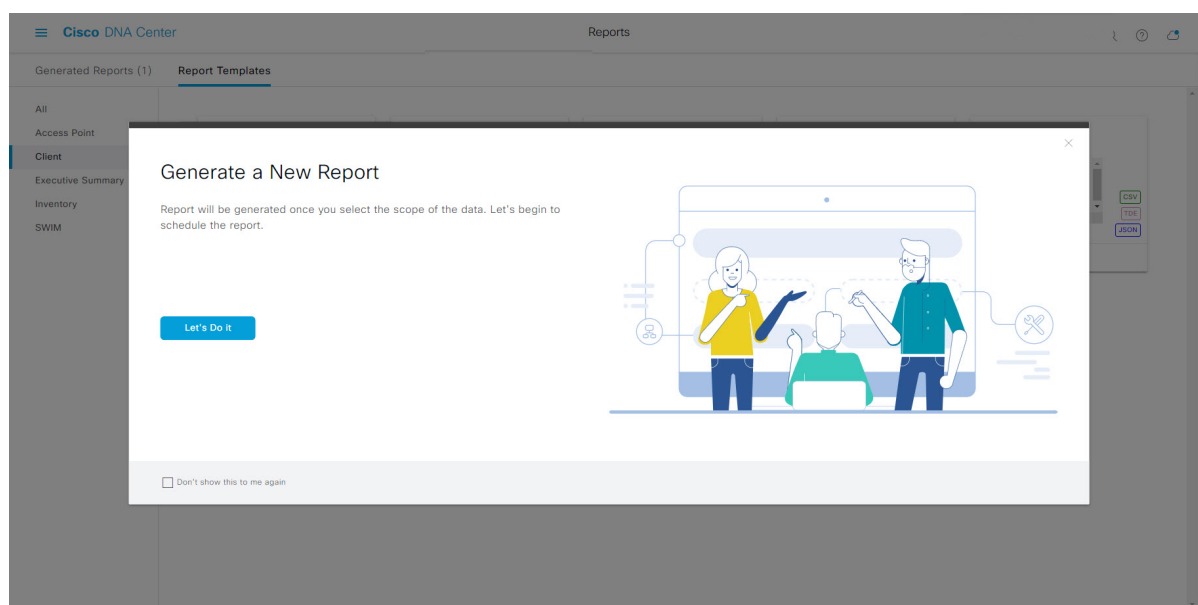 Cisco DNA Center
Reports
Generated Reports (1)
Report Templates
All
Access Point
Client
Executive Summary
Inventory
SWIM
Generate a New Report
Report will be generated once you select the scope of the data. Let's begin to
schedule the report.
Let's Do it
Don't show this to me again
CSV
TDE
JSON